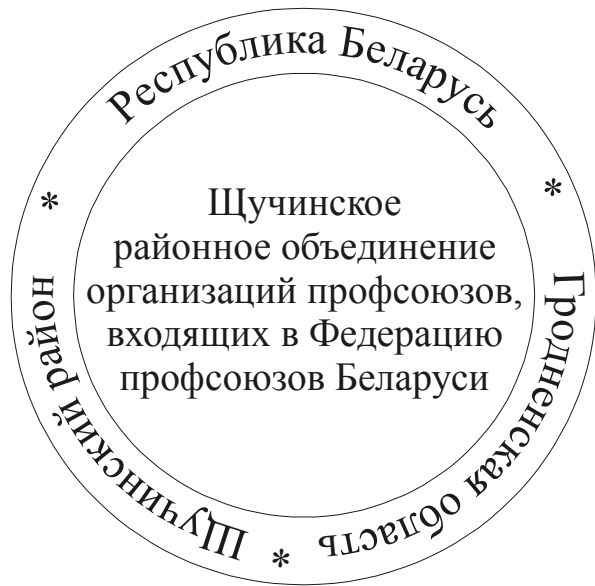 Республика Беларусь
*
Гродненская область
*
Щучинский район
*
Щучинское
районное объединение
организаций профсоюзов,
входящих в Федерацию
профсоюзов Беларуси